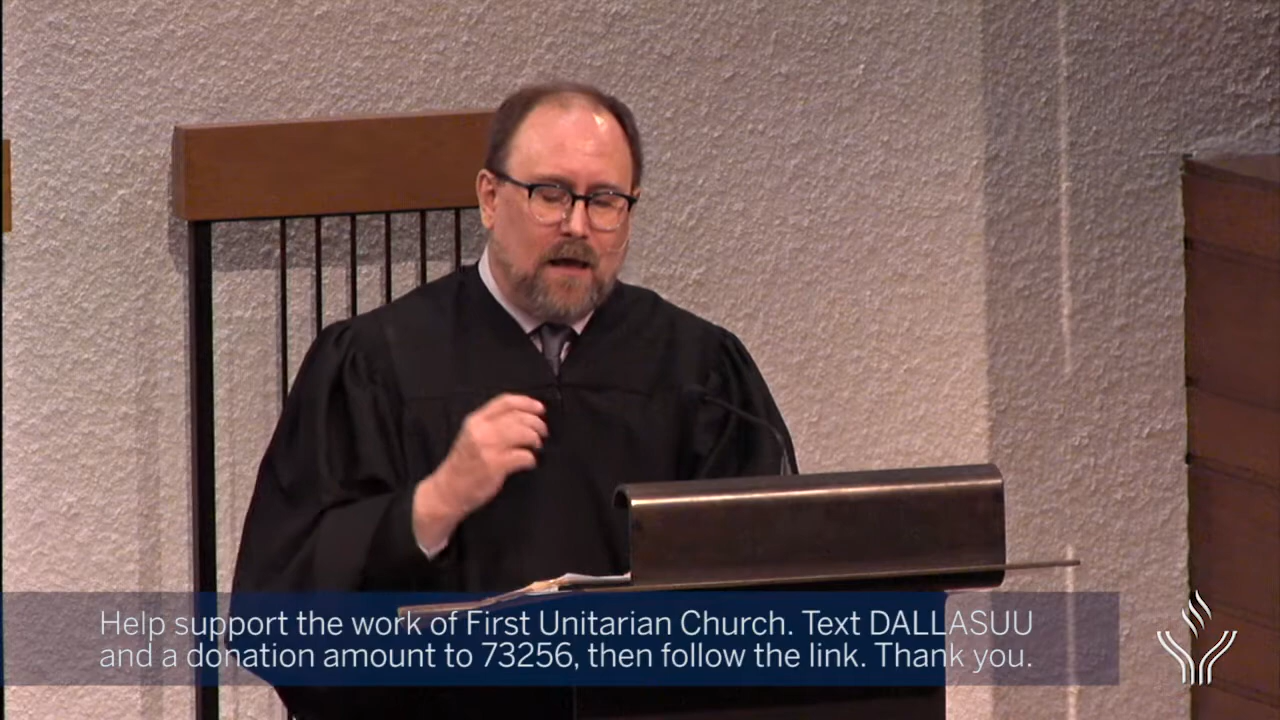 Help support the work of First Unitarian Church. Text DALLASUU
and a donation amount to 73256, then follow the link. Thank you.